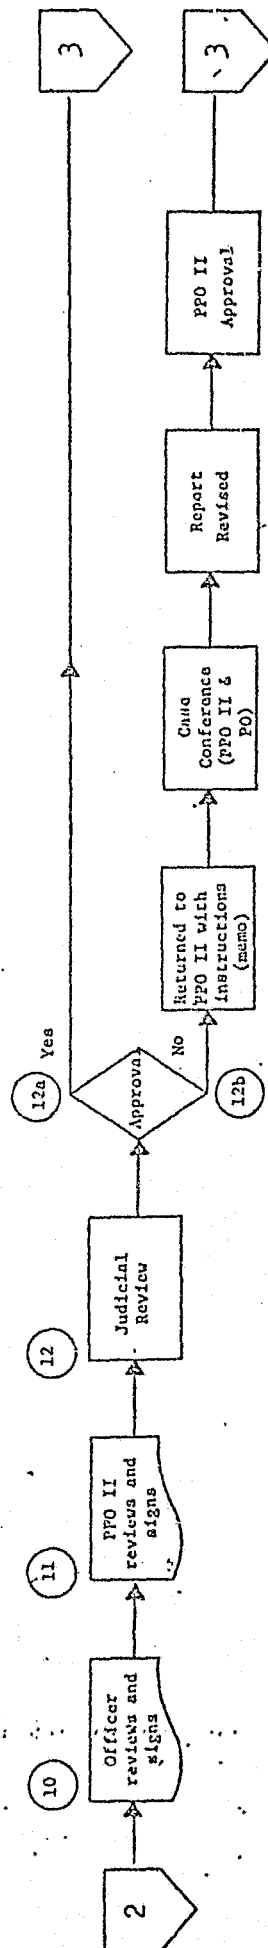 2
10
Officer
reviews and
signs
11
PPO II
reviews and
signs
12
Judicial
Review
Approval
12a
Yes
3
12b
No
Returned to
PPO II with
instructions
(memo)
Case
Conference
(PPO II &
PO)
Report
Revised
PPO II
Approval
3